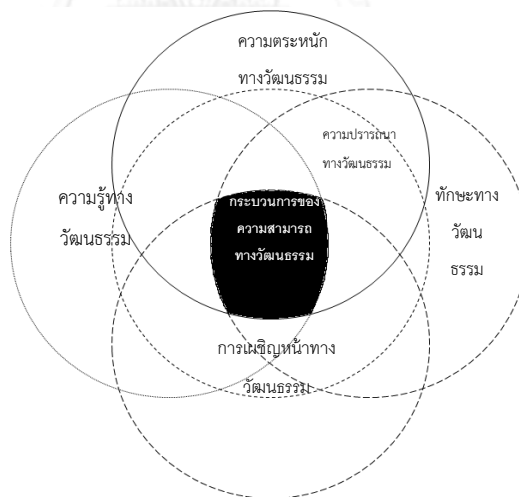 ความตระหนัก
ทางวัฒนธรรม
ความปรารถนา
ทางวัฒนธรรม
ความรู้ทาง
วัฒนธรรม
กระบวนการของ
ความสามารถ
ทางวัฒนธรรม
ทักษะทาง
วัฒน
ธรรม
การเผชิญหน้าทาง
วัฒนธรรม